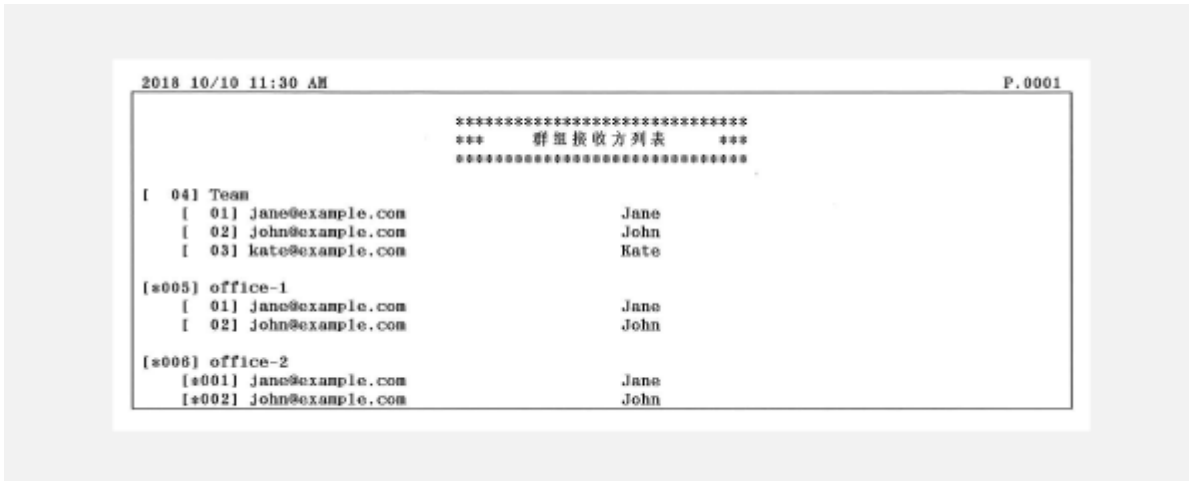 2018 10/10 11:30 AM P.0001
******************************
*** 群组接收方列表 ***
******************************
[ 04] Team
[ 01] jane@example.com Jane
[ 02] john@example.com John
[ 03] kate@example.com Kate
[*005] office-1
[ 01] jane@example.com Jane
[ 02] john@example.com John
[*006] office-2
[*001] jane@example.com Jane
[*002] john@example.com John